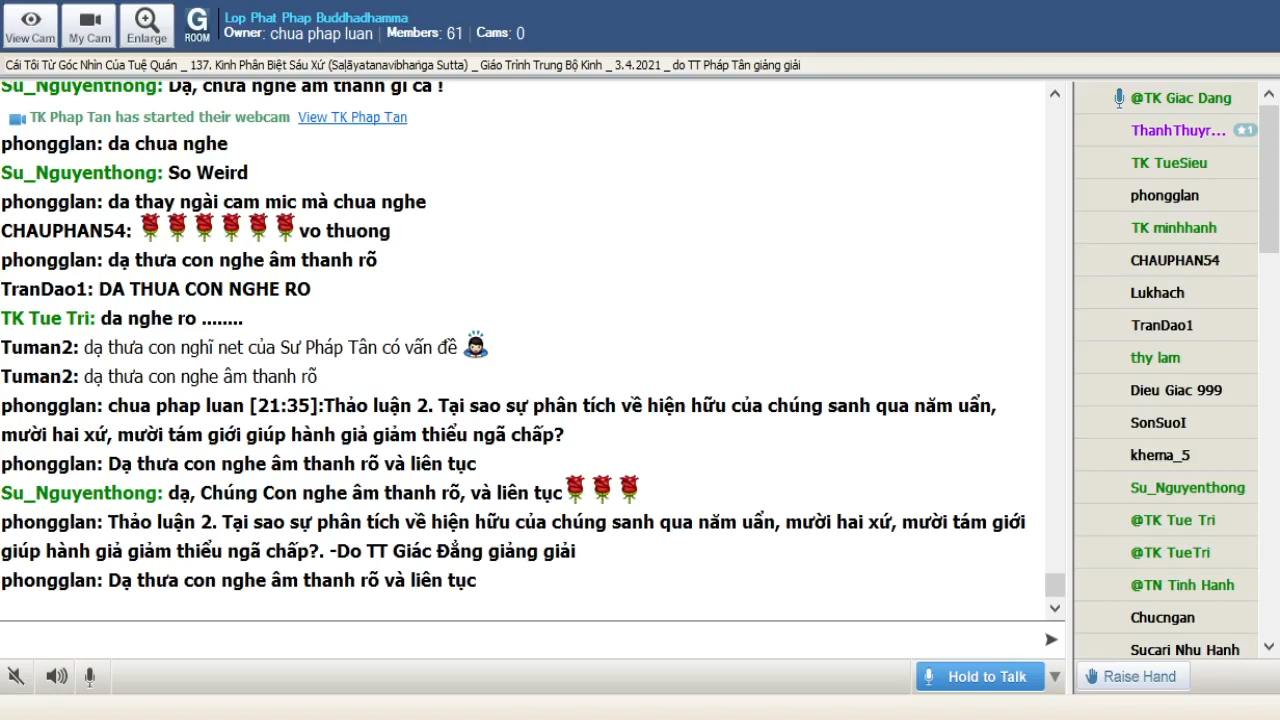 View Cam
My Cam
Enlarge
G
ROOM
Lop Phat Phap Buddhadhamma
Owner: chua phap luan | Members: 61 | Cams: 0
Cái Tôi Từ Góc Nhìn Của Tuệ Quán _ 137. Kinh Phân Biệt Sáu Xứ (Saḷāyatanavibhaṅga Sutta) _ Giáo Trình Trung Bộ Kinh _ 3.4.2021 _ do TT Pháp Tân giảng giải
Su_Nguyenthong: Dạ, chưa nghe âm thanh gì cả !
TK Phap Tan has started their webcam View TK Phap Tan
phongglan: da chua nghe
Su_Nguyenthong: So Weird
phongglan: da thay ngài cam mic mà chua nghe
CHAUPHAN54: vo thuong
phongglan: dạ thưa con nghe âm thanh rõ
TranDao1: DA THUA CON NGHE RO
TK Tue Tri: da nghe ro ........
Tuman2: dạ thưa con nghĩ net của Sư Pháp Tân có vấn đề
Tuman2: dạ thưa con nghe âm thanh rõ
phongglan: chua phap luan [21:35]:Thảo luận 2. Tại sao sự phân tích về hiện hữu của chúng sanh qua năm uẩn,
mười hai xứ, mười tám giới giúp hành giả giảm thiểu ngã chấp?
phongglan: Dạ thưa con nghe âm thanh rõ và liên tục
Su_Nguyenthong: dạ, Chúng Con nghe âm thanh rõ, và liên tục
phongglan: Thảo luận 2. Tại sao sự phân tích về hiện hữu của chúng sanh qua năm uẩn, mười hai xứ, mười tám giới
giúp hành giả giảm thiểu ngã chấp?. -Do TT Giác Đẳng giảng giải
phongglan: Dạ thưa con nghe âm thanh rõ và liên tục
Hold to Talk
@TK Giac Dang
ThanhThuyr... ★1
TK TueSieu
phongglan
TK minhhanh
CHAUPHAN54
Lukhach
TranDao1
thy lam
Dieu Giac 999
SonSuoI
khema_5
Su_Nguyenthong
@TK Tue Tri
@TK TueTri
@TN Tinh Hanh
Chucngan
Sucari Nhu Hanh
Raise Hand